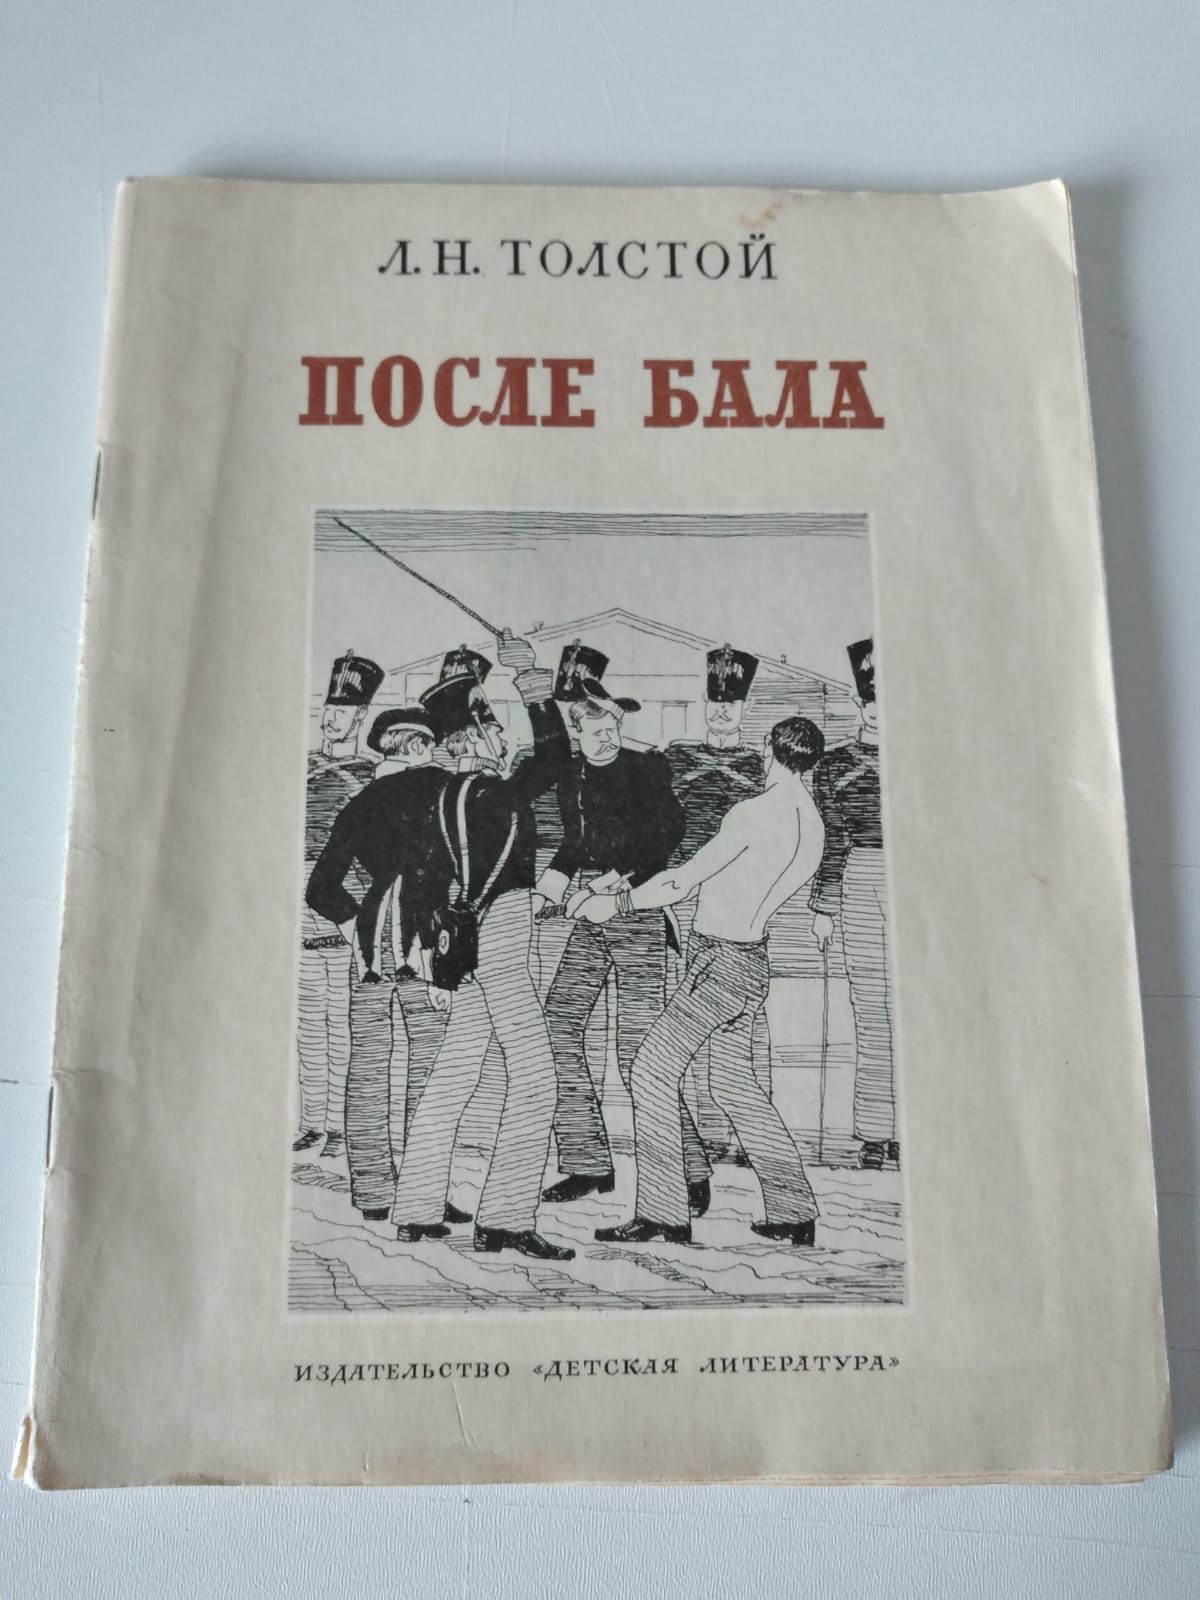 Л. Н. ТОЛСТОЙ
ПОСЛЕ БАЛА
ИЗДАТЕЛЬСТВО «ДЕТСКАЯ ЛИТЕРАТУРА»